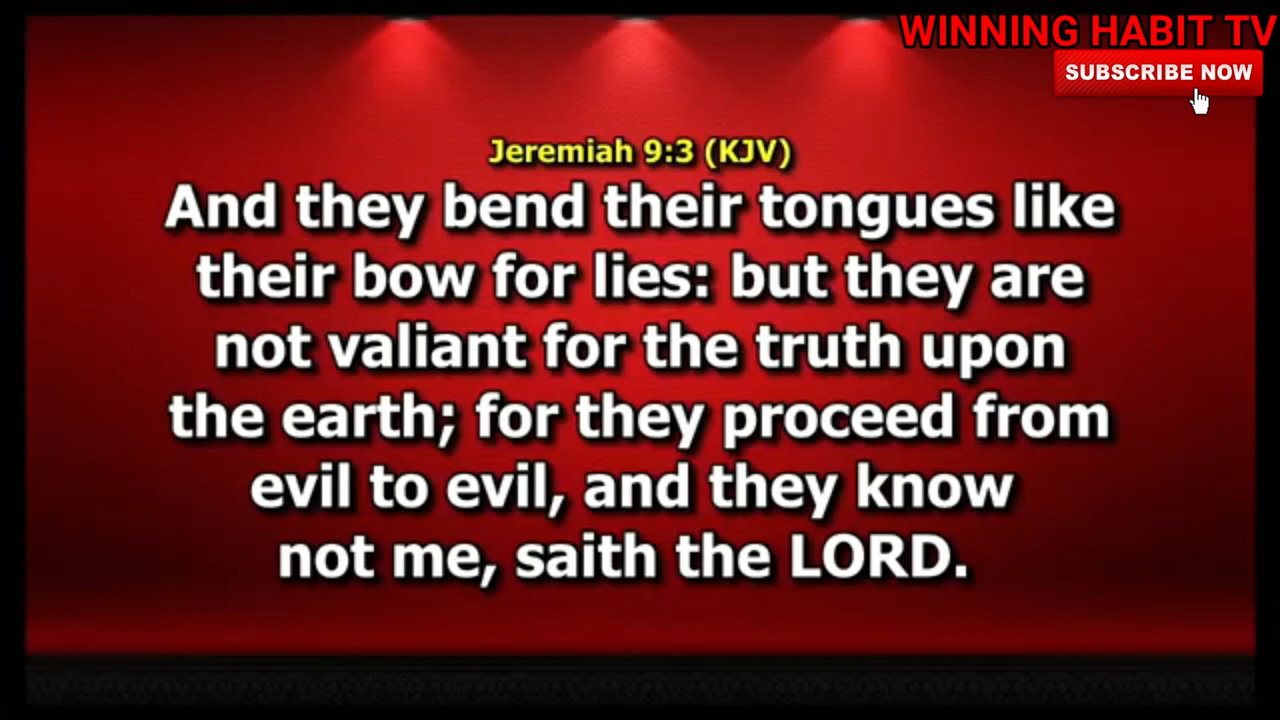 WINNING HABIT TV
SUBSCRIBE NOW
Jeremiah 9:3 (KJV)
And they bend their tongues like
their bow for lies: but they are
not valiant for the truth upon
the earth; for they proceed from
evil to evil, and they know
not me, saith the LORD.